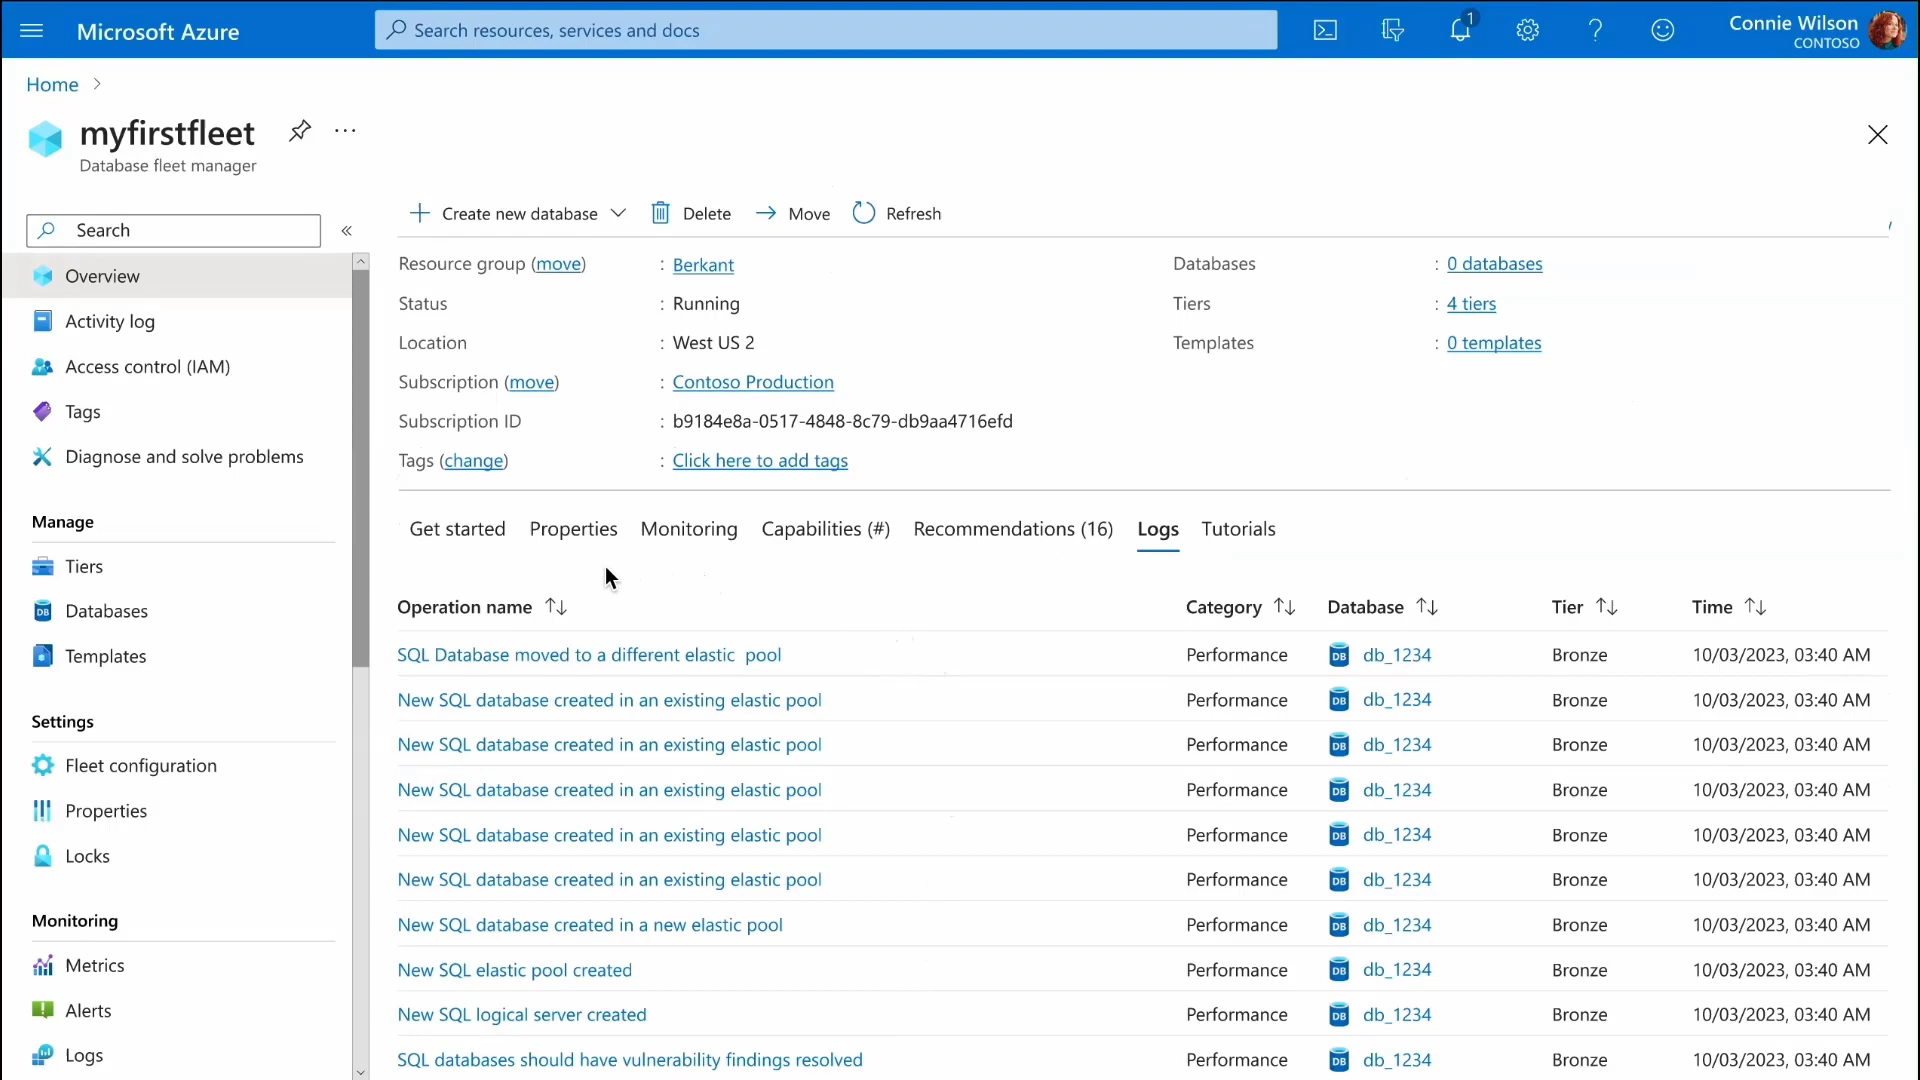 Microsoft Azure
Search resources, services and docs
1
Connie Wilson
CONTOSO
Home
myfirstfleet
Database fleet manager
Search
Overview
Activity log
Access control (IAM)
Tags
Diagnose and solve problems
Manage
Tiers
Databases
Templates
Settings
Fleet configuration
Properties
Locks
Monitoring
Metrics
Alerts
Logs
Create new database Delete Move Refresh
Resource group (move) : Berkant
Status : Running
Location : West US 2
Subscription (move) : Contoso Production
Subscription ID : b9184e8a-0517-4848-8c79-db9aa4716efd
Tags (change) : Click here to add tags
Databases : 0 databases
Tiers : 4 tiers
Templates : 0 templates
Get started Properties Monitoring Capabilities (#) Recommendations (16) Logs Tutorials
Operation name Category Database Tier Time
SQL Database moved to a different elastic pool Performance DB db_1234 Bronze 10/03/2023, 03:40 AM
New SQL database created in an existing elastic pool Performance DB db_1234 Bronze 10/03/2023, 03:40 AM
New SQL database created in an existing elastic pool Performance DB db_1234 Bronze 10/03/2023, 03:40 AM
New SQL database created in an existing elastic pool Performance DB db_1234 Bronze 10/03/2023, 03:40 AM
New SQL database created in an existing elastic pool Performance DB db_1234 Bronze 10/03/2023, 03:40 AM
New SQL database created in an existing elastic pool Performance DB db_1234 Bronze 10/03/2023, 03:40 AM
New SQL database created in a new elastic pool Performance DB db_1234 Bronze 10/03/2023, 03:40 AM
New SQL elastic pool created Performance DB db_1234 Bronze 10/03/2023, 03:40 AM
New SQL logical server created Performance DB db_1234 Bronze 10/03/2023, 03:40 AM
SQL databases should have vulnerability findings resolved Performance DB db_1234 Bronze 10/03/2023, 03:40 AM